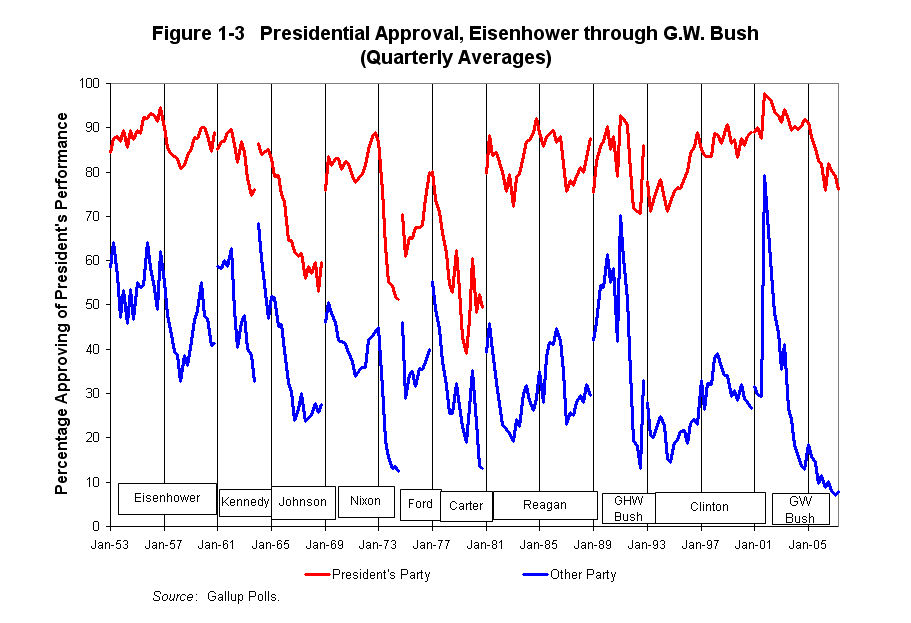 Figure 1-3   Presidential Approval, Eisenhower through G.W. Bush
(Quarterly Averages)
Percentage Approving of President's Performance
100
90
80
70
60
50
40
30
20
10
0
Eisenhower
Kennedy
Johnson
Nixon
Ford
Carter
Reagan
GHW
Bush
Clinton
GW
Bush
Jan-53 Jan-57 Jan-61 Jan-65 Jan-69 Jan-73 Jan-77 Jan-81 Jan-85 Jan-89 Jan-93 Jan-97 Jan-01 Jan-05
President's Party Other Party
Source:  Gallup Polls.